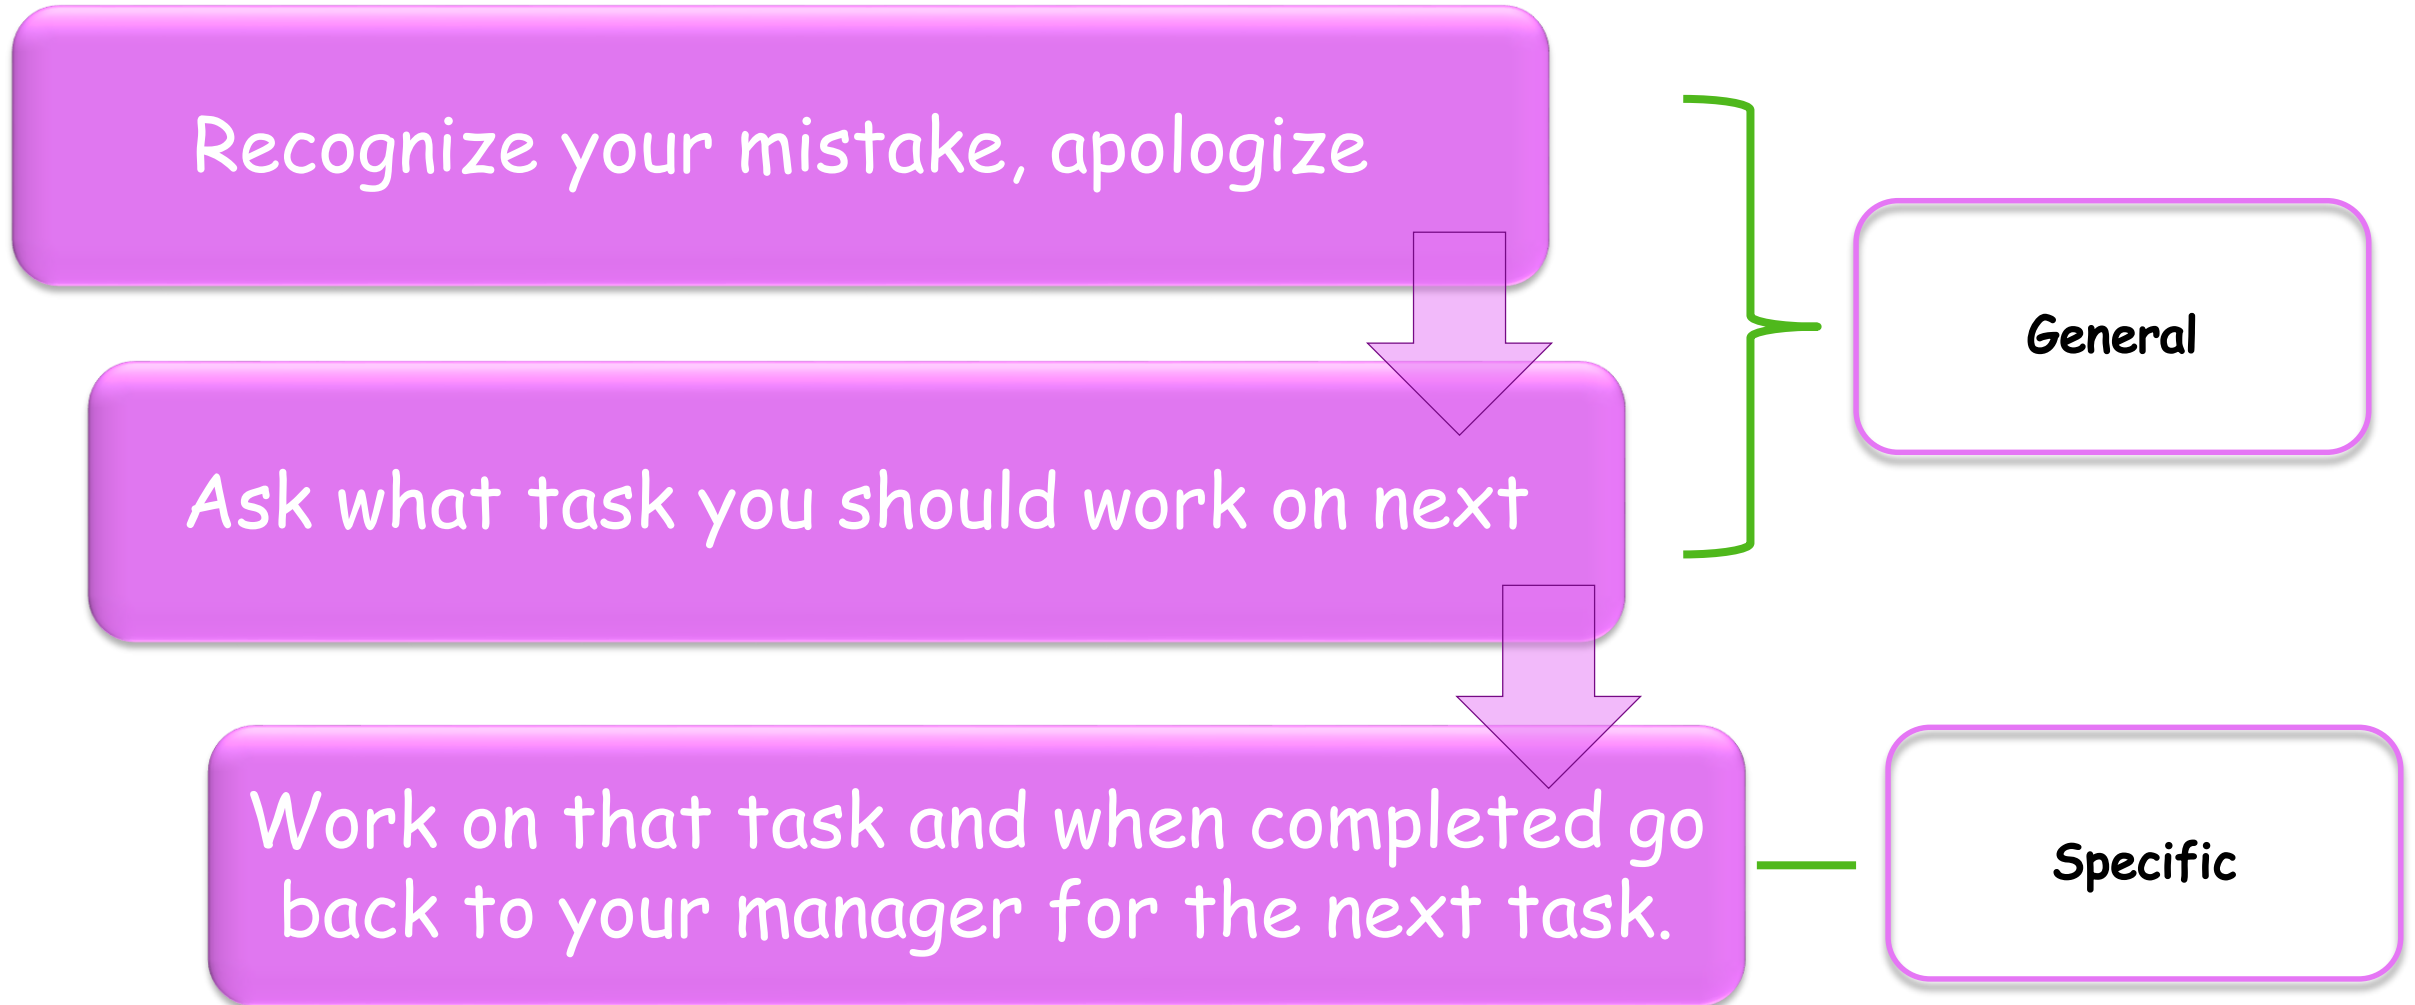 Recognize your mistake, apologize
General
Ask what task you should work on next
Work on that task and when completed go
back to your manager for the next task.
Specific